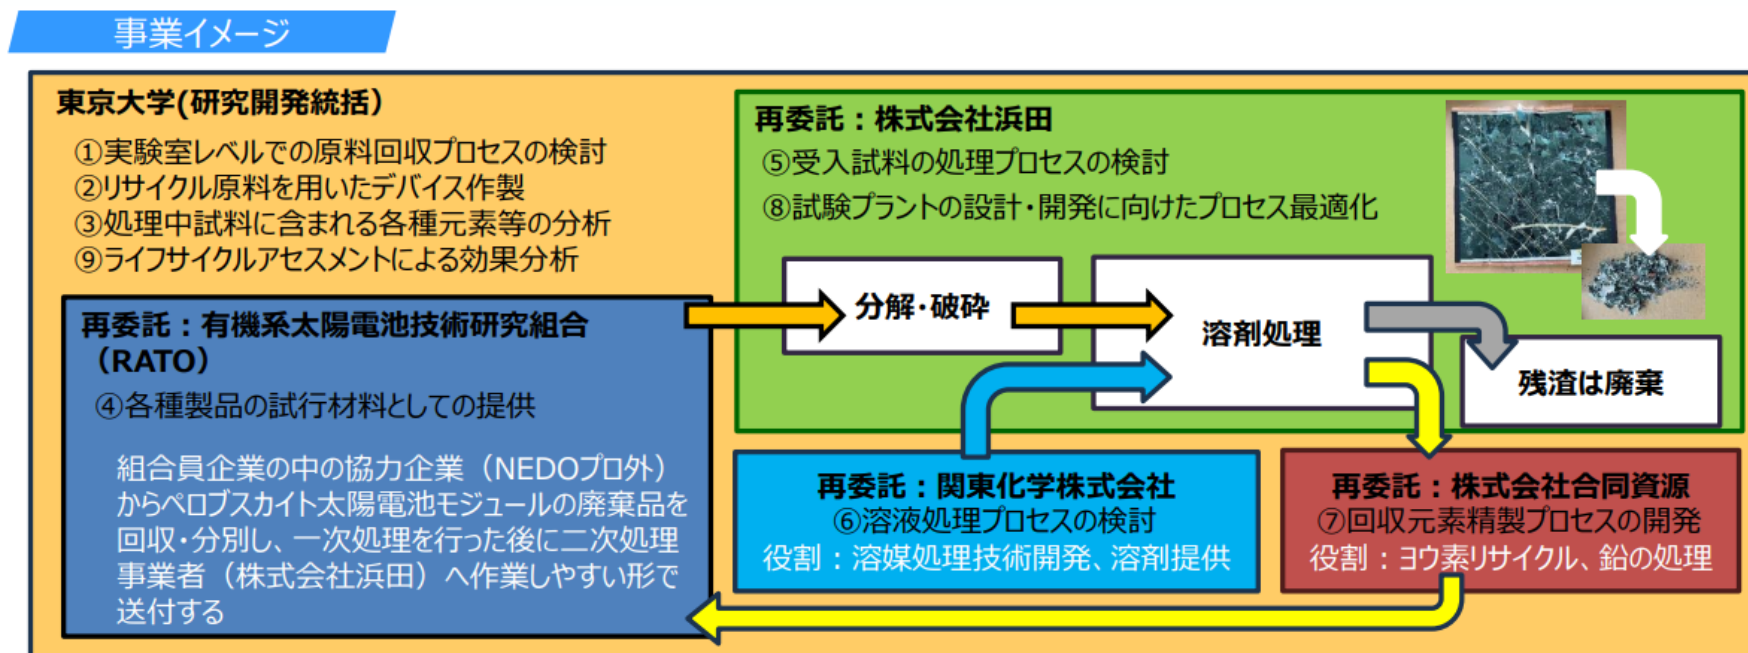 事業イメージ
東京大学(研究開発統括）
①実験室レベルでの原料回収プロセスの検討
②リサイクル原料を用いたデバイス作製
③処理中試料に含まれる各種元素等の分析
⑨ライフサイクルアセスメントによる効果分析
再委託：有機系太陽電池技術研究組合
（RATO）
④各種製品の試行材料としての提供
組合員企業の中の協力企業（NEDOプロ外）
からペロブスカイト太陽電池モジュールの廃棄品を
回収・分別し、一次処理を行った後に二次処理
事業者（株式会社浜田）へ作業しやすい形で
送付する
再委託：株式会社浜田
⑤受入試料の処理プロセスの検討
⑧試験プラントの設計・開発に向けたプロセス最適化
分解・破砕
溶剤処理
残渣は廃棄
再委託：関東化学株式会社
⑥溶液処理プロセスの検討
役割：溶媒処理技術開発、溶剤提供
再委託：株式会社合同資源
⑦回収元素精製プロセスの開発
役割：ヨウ素リサイクル、鉛の処理